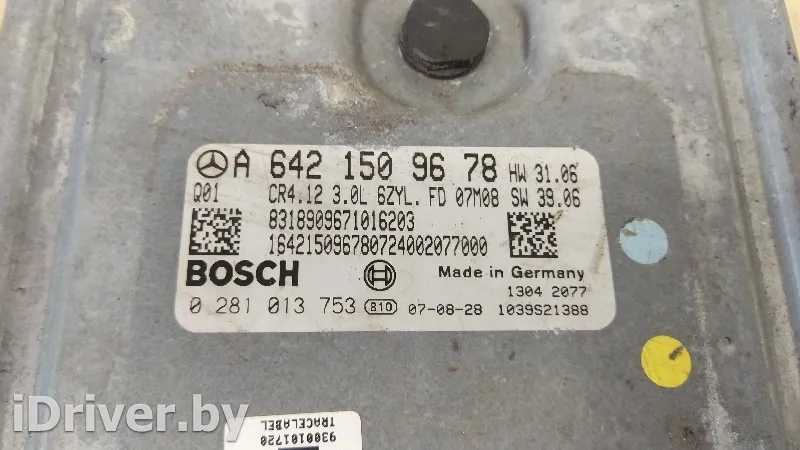 A 642 150 96 78 HW 31.06
Q01 CR4.12 3.0L 6ZYL. FD 07M08 SW 39.06
8318909671016203
16421509678072400207​7000
BOSCH Made in Germany
1304 2077
0 281 013 753 810 07-08-28 1039S21388
9300101720
TRACELABEL
iDriver.by